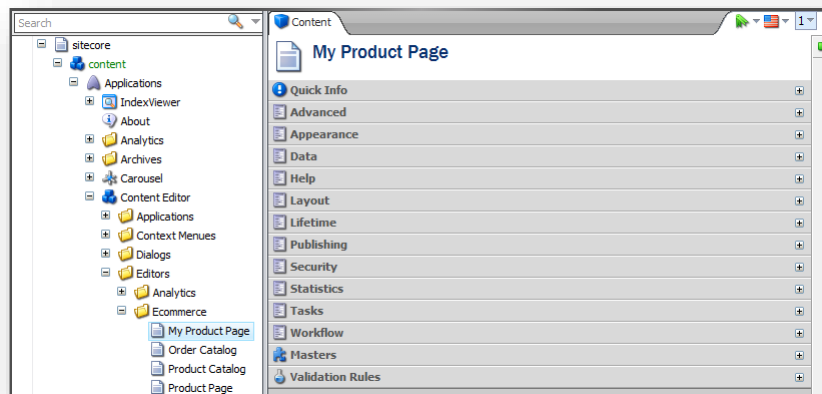 Search
sitecore
content
Applications
IndexViewer
About
Analytics
Archives
Carousel
Content Editor
Applications
Context Menues
Dialogs
Editors
Analytics
Ecommerce
My Product Page
Order Catalog
Product Catalog
Product Page
Content
1
My Product Page
Quick Info
Advanced
Appearance
Data
Help
Layout
Lifetime
Publishing
Security
Statistics
Tasks
Workflow
Masters
Validation Rules